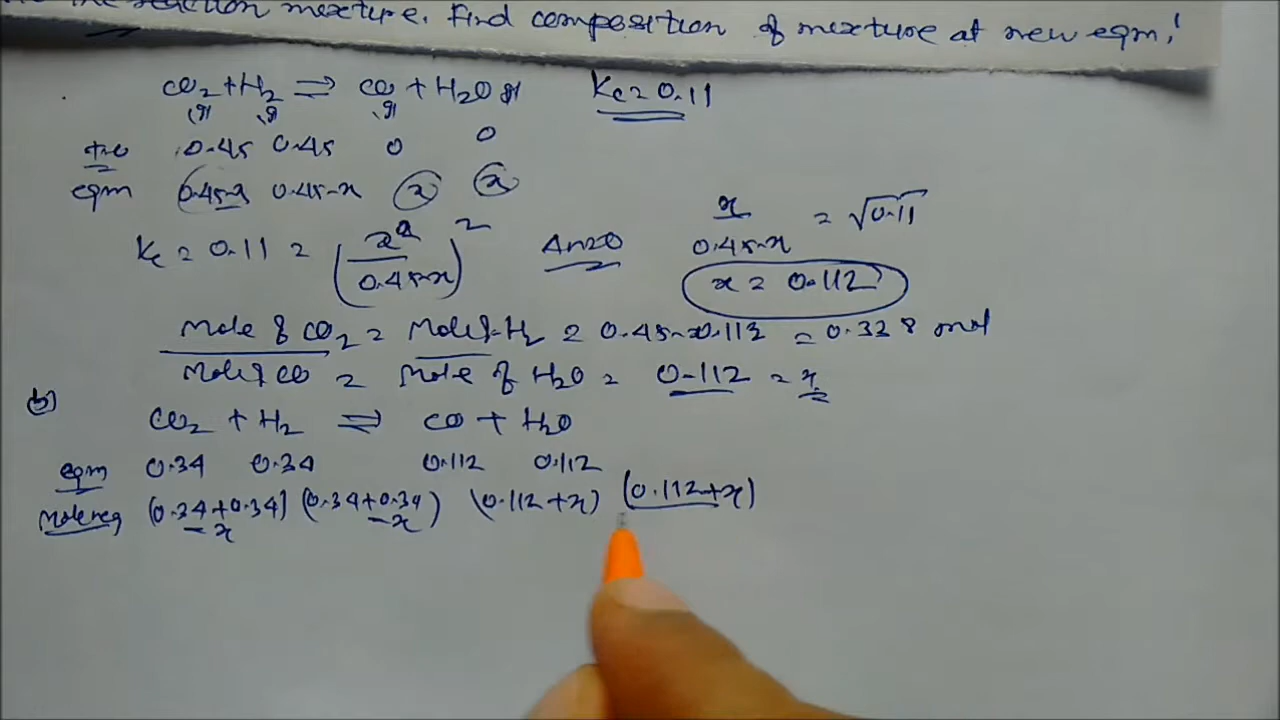 the reaction mixture. Find composition of mixture at new eqm,!
CO2 + H2 ⇌ CO + H2O g Kc = 0.11
(g) (g) (g)
t=0 0.45 0.45 0 0
eqm 0.45-x 0.45-x x x
Kc = 0.11 = (x/0.45-x)^2 Δn=0 x/0.45-x = √0.11
x = 0.112
Mole of CO2 = Mole of H2 = 0.45-0.112 = 0.328 mol
Mole of CO = Mole of H2O = 0.112 = x
(b)
CO2 + H2 ⇌ CO + H2O
eqm 0.34 0.34 0.112 0.112
Mole req (0.34+0.34-x) (0.34+0.34-x) (0.112+x) (0.112+x)